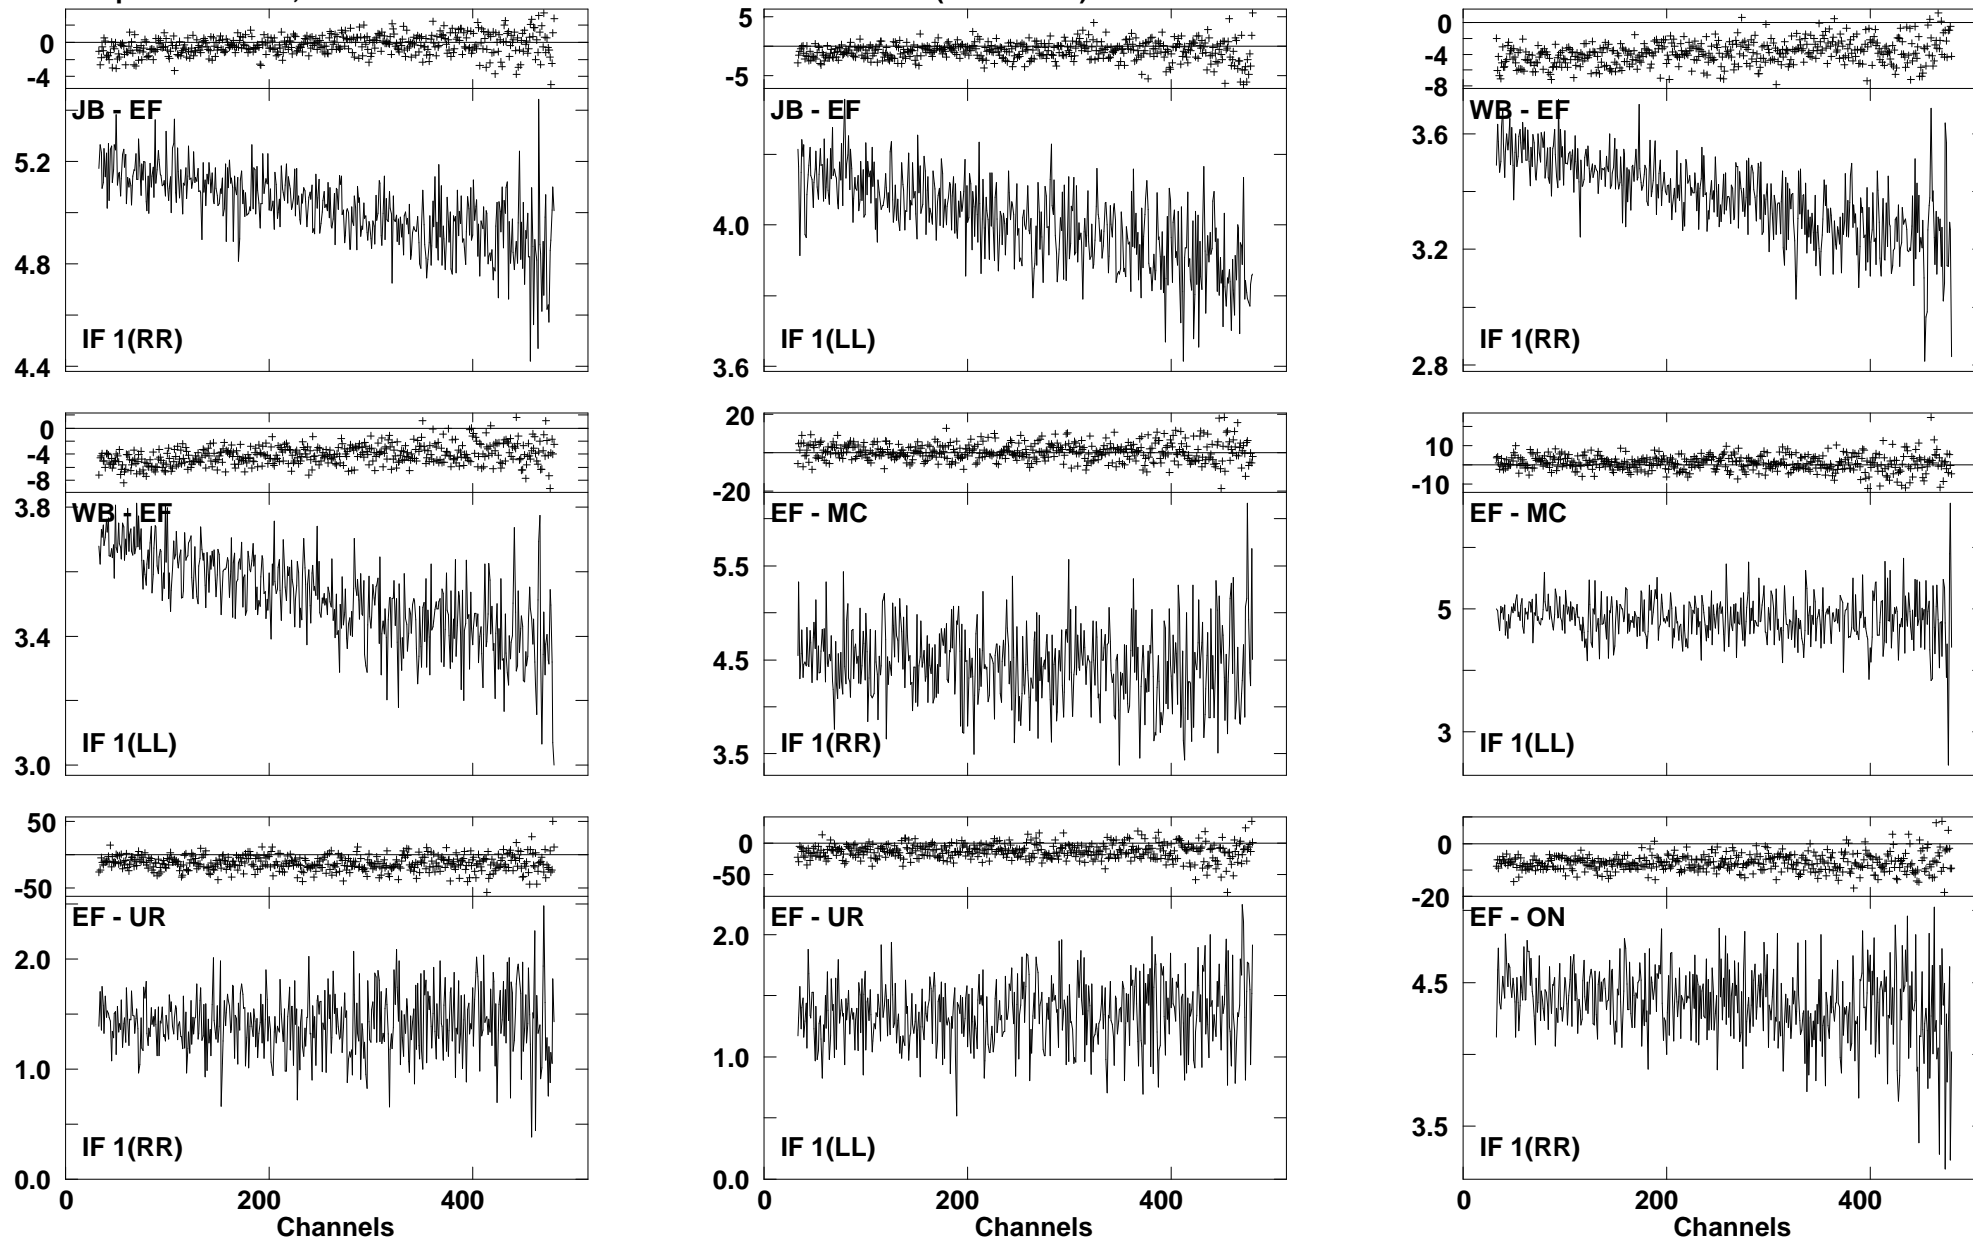 0
-4
JB - EF
5.2
4.8
4.4
IF 1(RR)
5
-5
JB - EF
4.0
3.6
IF 1(LL)
0
-4
-8
WB - EF
3.6
3.2
2.8
IF 1(RR)
0
-4
-8
WB - EF
3.8
3.4
3.0
IF 1(LL)
20
-20
EF - MC
5.5
4.5
3.5
IF 1(RR)
10
-10
EF - MC
5
3
IF 1(LL)
50
-50
EF - UR
2.0
1.0
0.0
IF 1(RR)
0 200 400
Channels
0
-50
EF - UR
2.0
1.0
0.0
IF 1(LL)
0 200 400
Channels
0
-20
EF - ON
4.5
3.5
IF 1(RR)
0 200 400
Channels